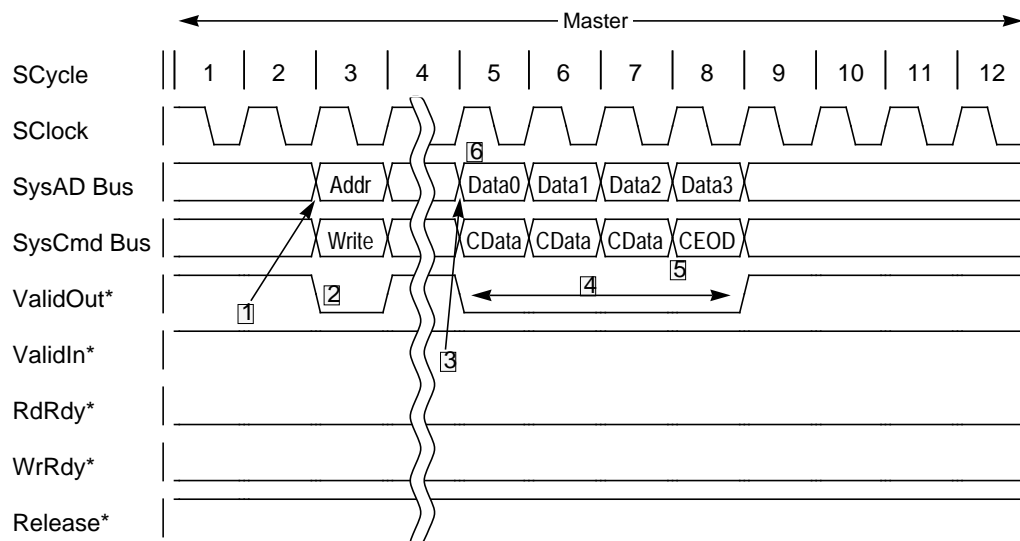 Master
SCycle 1 2 3 4 5 6 7 8 9 10 11 12
SClock
6
SysAD Bus Addr Data0 Data1 Data2 Data3
SysCmd Bus Write CData CData CData CEOD
5
ValidOut* 1 2 4
ValidIn* 3
RdRdy*
WrRdy*
Release*